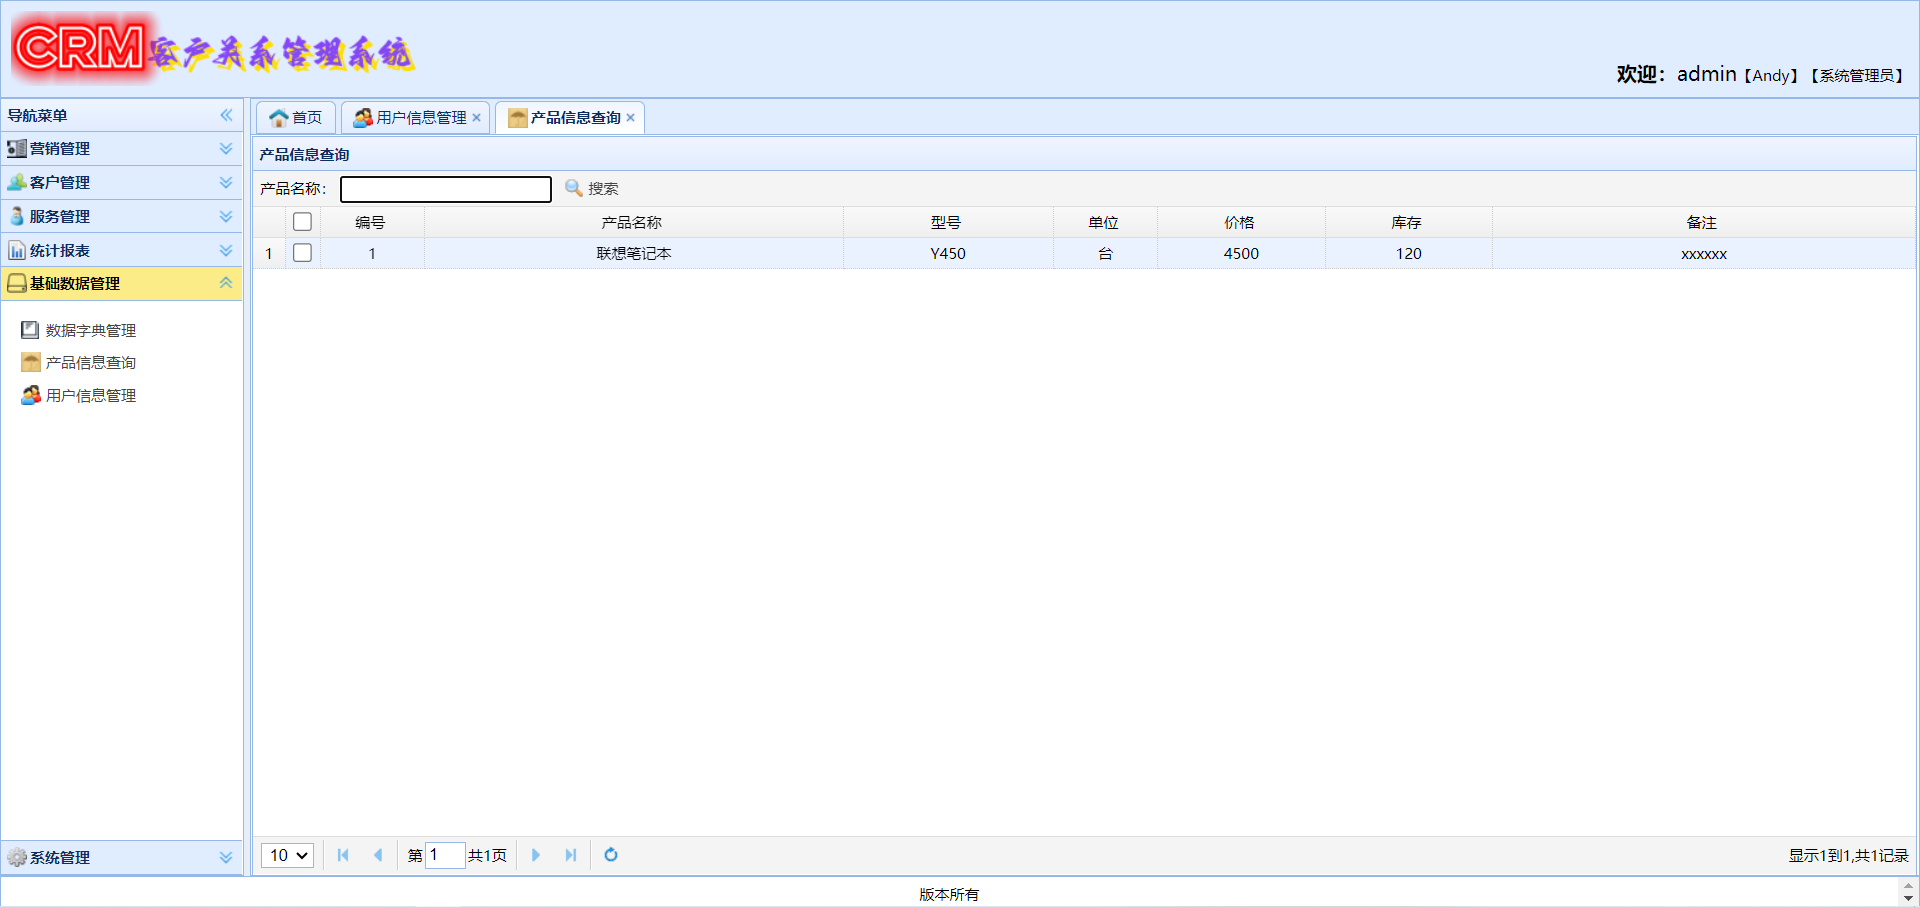 CRM客户关系管理系统
欢迎：admin【Andy】【系统管理员】
导航菜单
营销管理
客户管理
服务管理
统计报表
基础数据管理
数据字典管理
产品信息查询
用户信息管理
系统管理
首页 用户信息管理 产品信息查询
产品信息查询
产品名称： 搜索
编号 产品名称 型号 单位 价格 库存 备注
1 1 联想笔记本 Y450 台 4500 120 xxxxxx
10 第 1 共1页 显示1到1,共1记录
版本所有